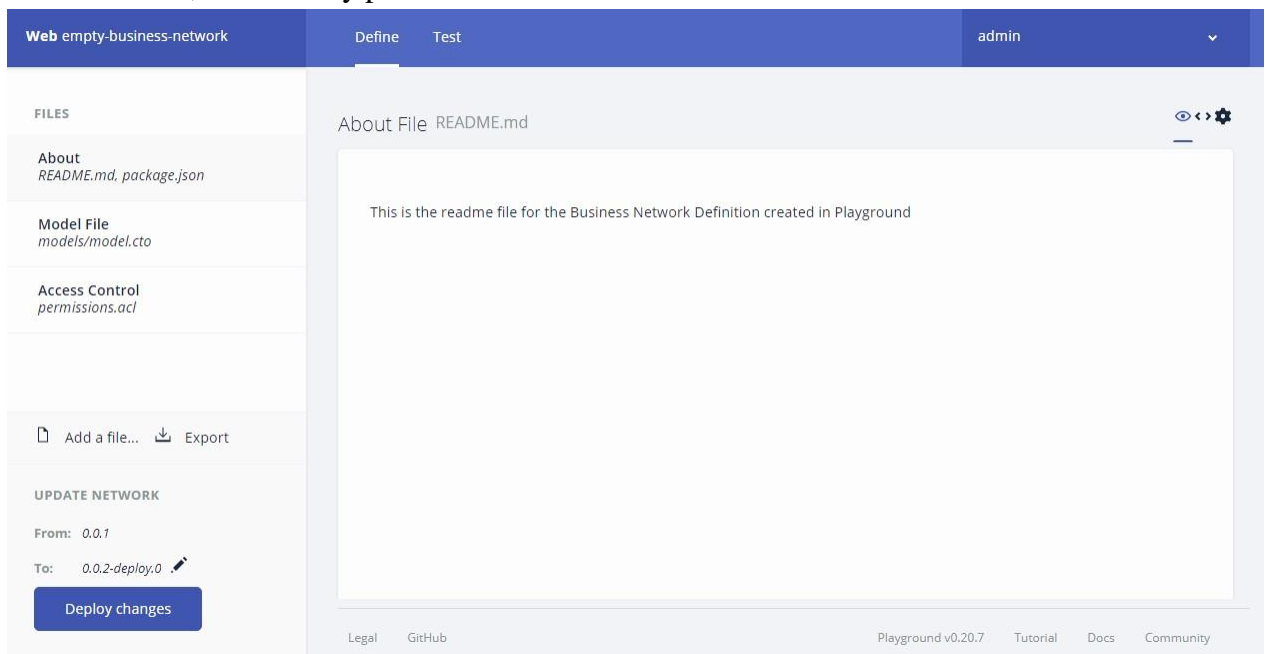 Web empty-business-network
Define Test
admin
FILES
About
README.md, package.json
Model File
models/model.cto
Access Control
permissions.acl
Add a file... Export
UPDATE NETWORK
From: 0.0.1
To: 0.0.2-deploy.0
Deploy changes
About File README.md
This is the readme file for the Business Network Definition created in Playground
Legal GitHub
Playground v0.20.7 Tutorial Docs Community